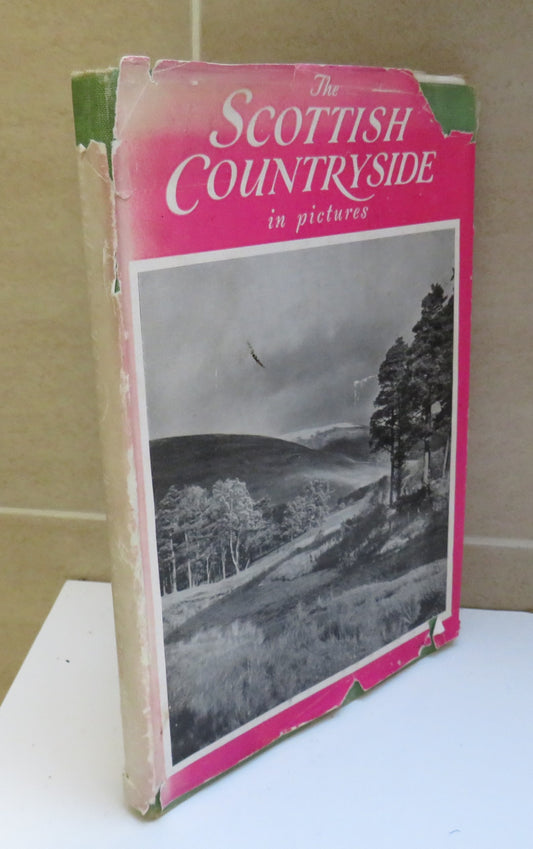 The
SCOTTISH
COUNTRYSIDE
in pictures